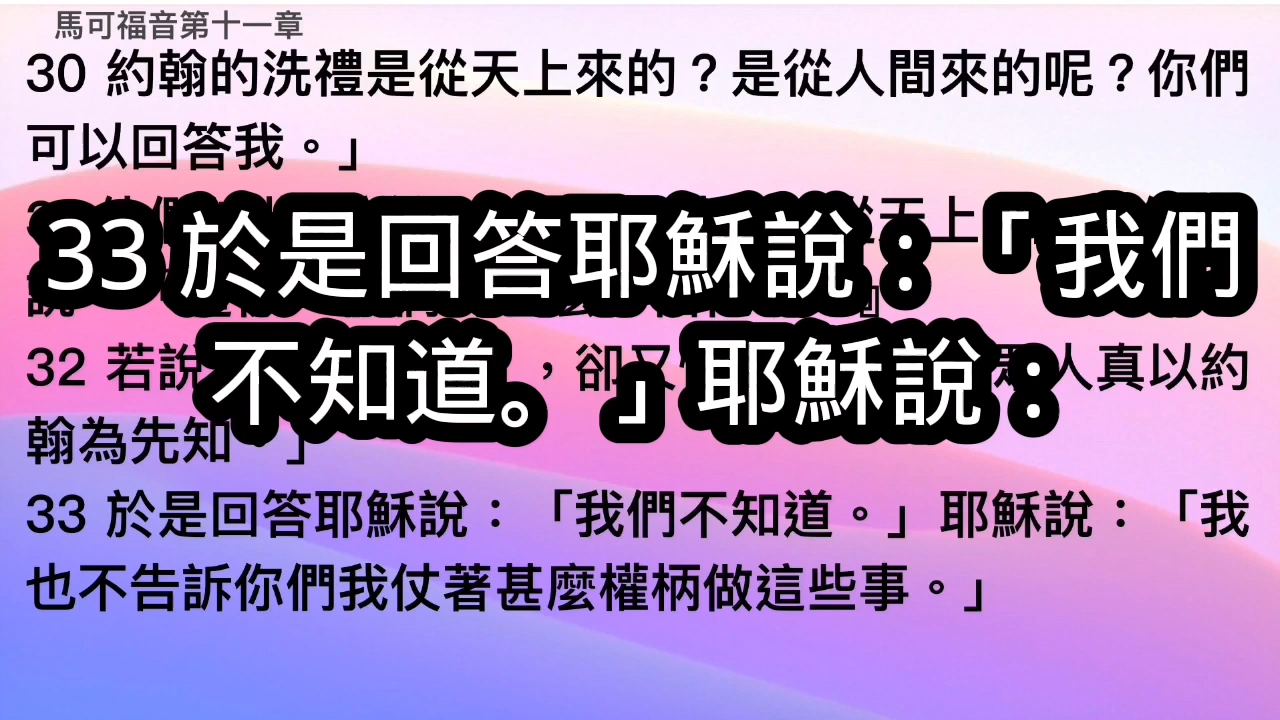 馬可福音第十一章
30 約翰的洗禮是從天上來的？是從人間來的呢？你們
可以回答我。」
天上
33 於是回答耶穌說：「我們
不知道。」耶穌說：
32 若說
，卻又
人真以約
翰為先知。」
33 於是回答耶穌說：「我們不知道。」耶穌說：「我
也不告訴你們我仗著甚麼權柄做這些事。」